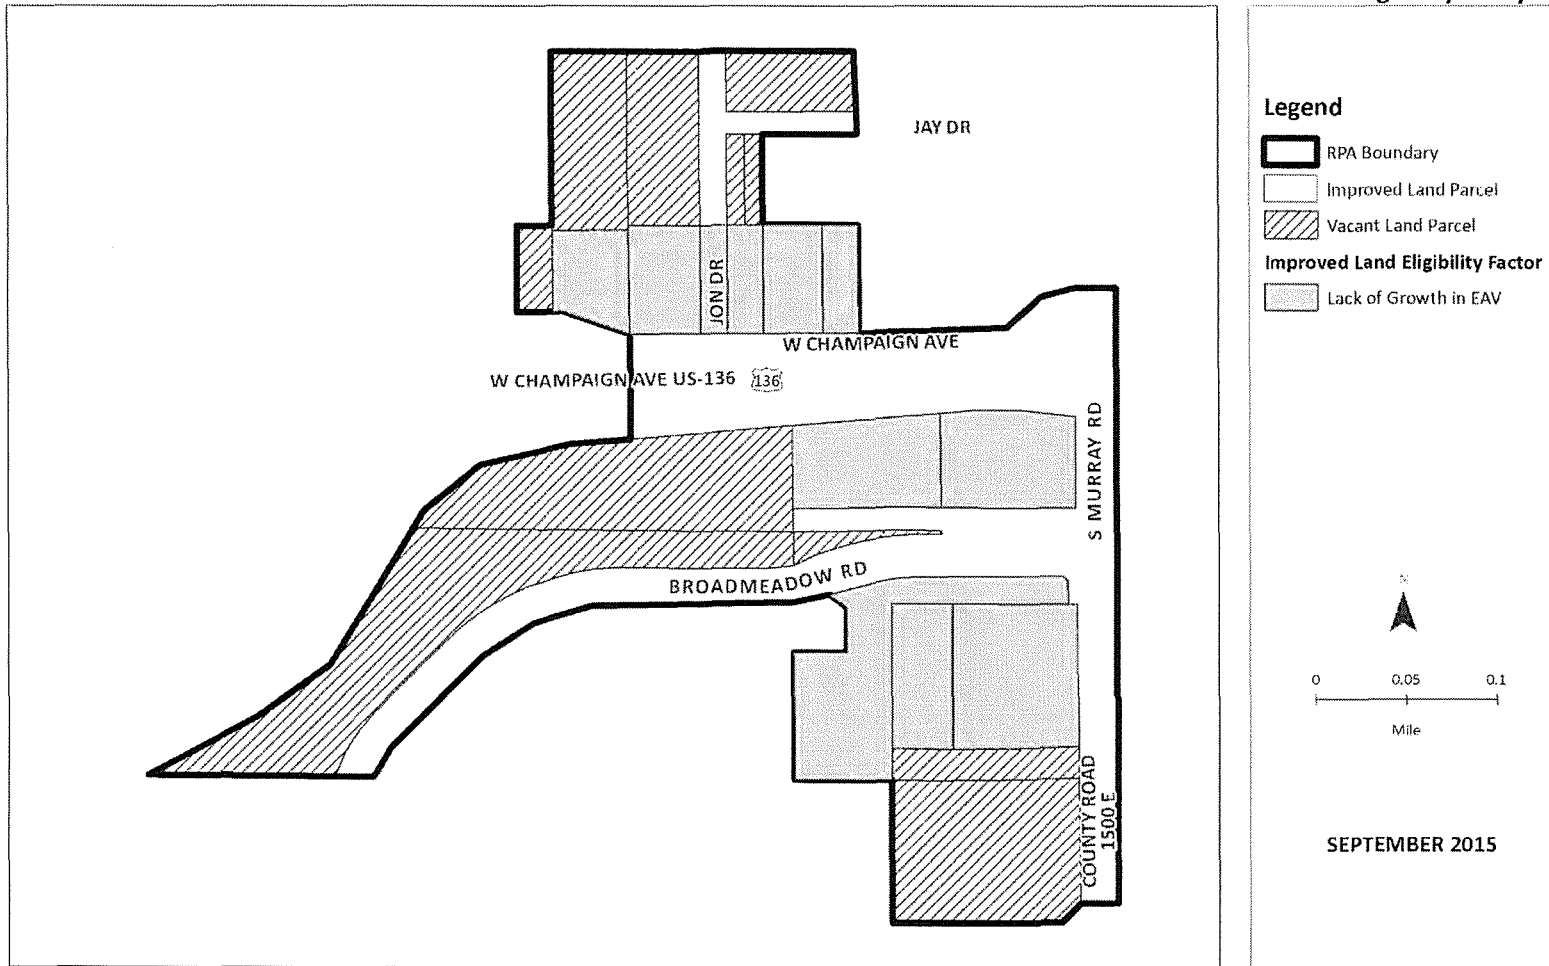 JAY DR
JON DR
W CHAMPAIGN AVE
W CHAMPAIGN AVE US-136 136
S MURRAY RD
BROADMEADOW RD
COUNTY ROAD
1500 E
Legend
RPA Boundary
Improved Land Parcel
Vacant Land Parcel
Improved Land Eligibility Factor
Lack of Growth in EAV
N
0 0.05 0.1
Mile
SEPTEMBER 2015